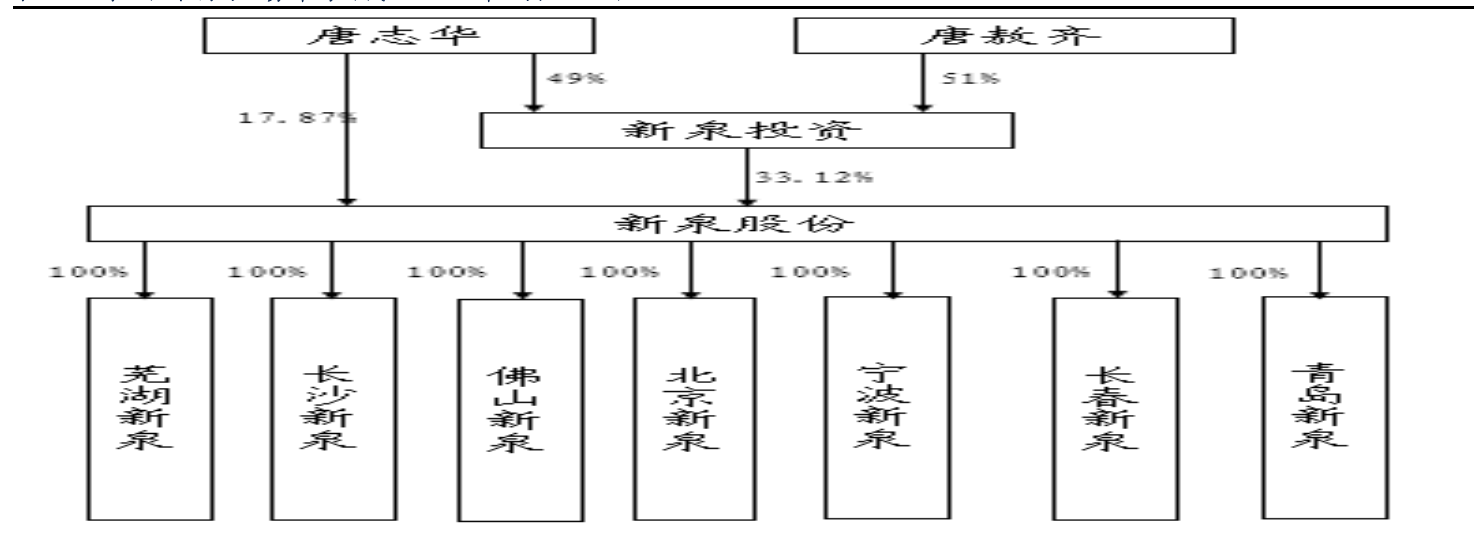 唐志华
唐敖齐
49%
51%
17.87%
新泉投资
33.12%
新泉股份
100%
100%
100%
100%
100%
100%
100%
芜湖新泉
长沙新泉
佛山新泉
北京新泉
宁波新泉
长春新泉
青岛新泉